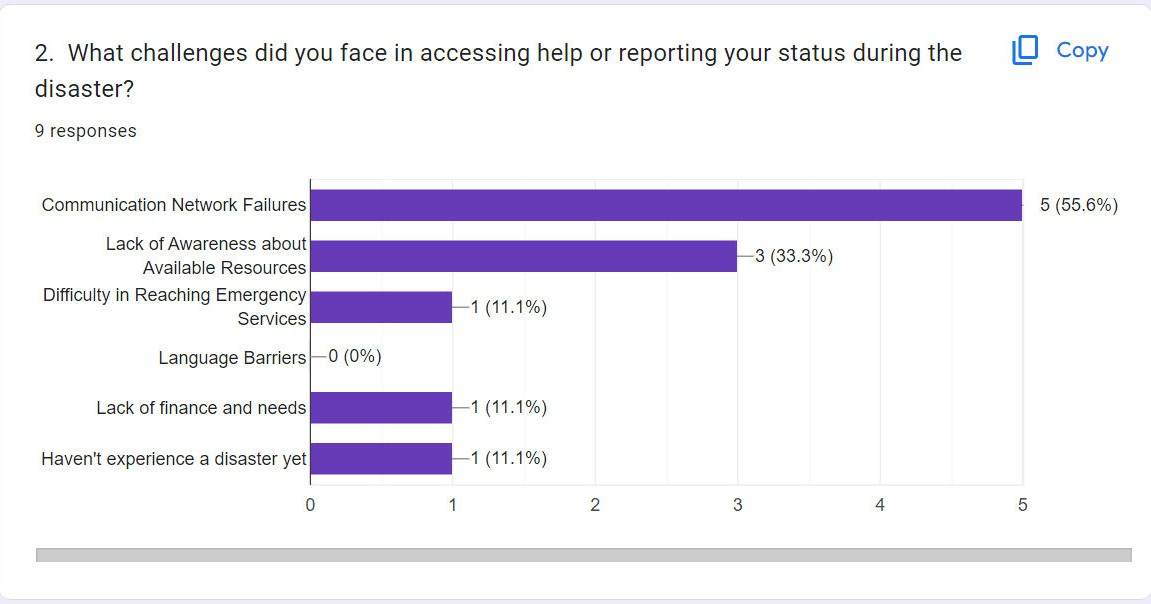 2. What challenges did you face in accessing help or reporting your status during the
disaster?
Copy
9 responses
Communication Network Failures
5 (55.6%)
Lack of Awareness about
Available Resources
3 (33.3%)
Difficulty in Reaching Emergency
Services
1 (11.1%)
Language Barriers
0 (0%)
Lack of finance and needs
1 (11.1%)
Haven't experience a disaster yet
1 (11.1%)
0 1 2 3 4 5